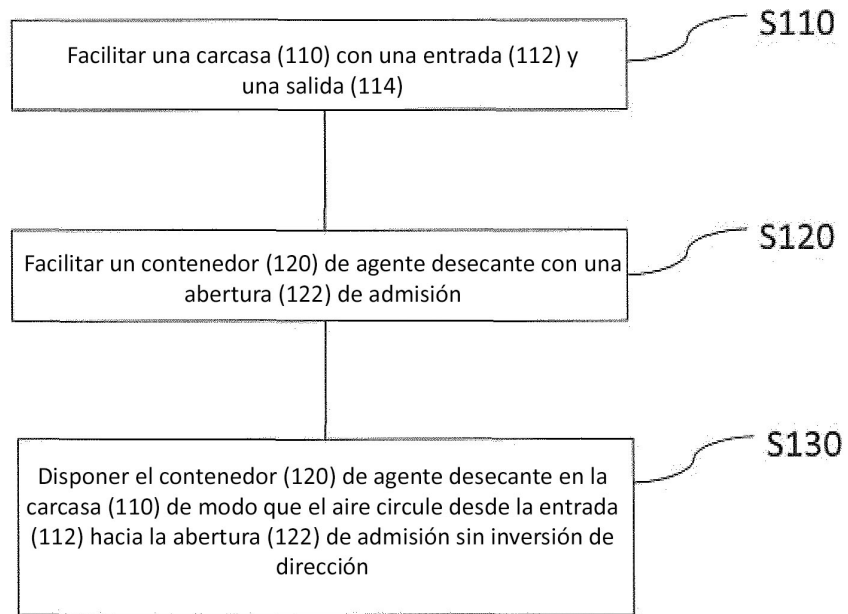 S110
Facilitar una carcasa (110) con una entrada (112) y
una salida (114)
S120
Facilitar un contenedor (120) de agente desecante con una
abertura (122) de admisión
S130
Disponer el contenedor (120) de agente desecante en la
carcasa (110) de modo que el aire circule desde la entrada
(112) hacia la abertura (122) de admisión sin inversión de
dirección